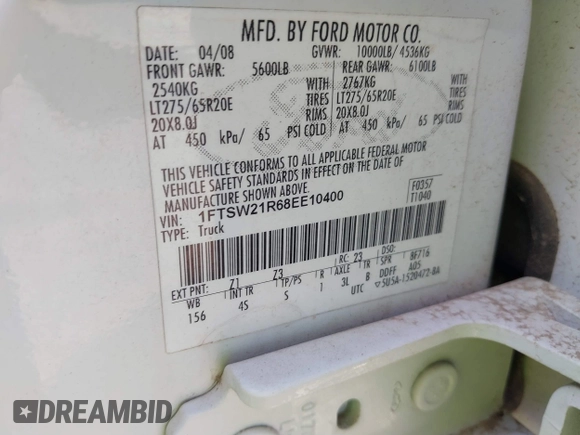 MFD. BY FORD MOTOR CO.
DATE: 04/08 GVWR: 10000LB/4536KG
FRONT GAWR: 5600LB REAR GAWR: 6100LB
2540KG WITH 2767KG WITH
LT275/65R20E TIRES LT275/65R20E TIRES
20X8.0J RIMS 20X8.0J RIMS
AT 450 kPa/ 65 PSI COLD AT 450 kPa/ 65 PSI COLD
THIS VEHICLE CONFORMS TO ALL APPLICABLE FEDERAL MOTOR
VEHICLE SAFETY STANDARDS IN EFFECT ON THE DATE OF
MANUFACTURE SHOWN ABOVE.
VIN: 1FTSW21R68EE10400 F0357
TYPE: Truck T1040
EXT PNT: Z1 Z3 RC: 23 DSO:
WB INT TR TP/PS R AXLE TR SPR BF716
156 4S S 1 3L B DDFF A05
UTC 5U5A-1520472-BA
DREAMBID